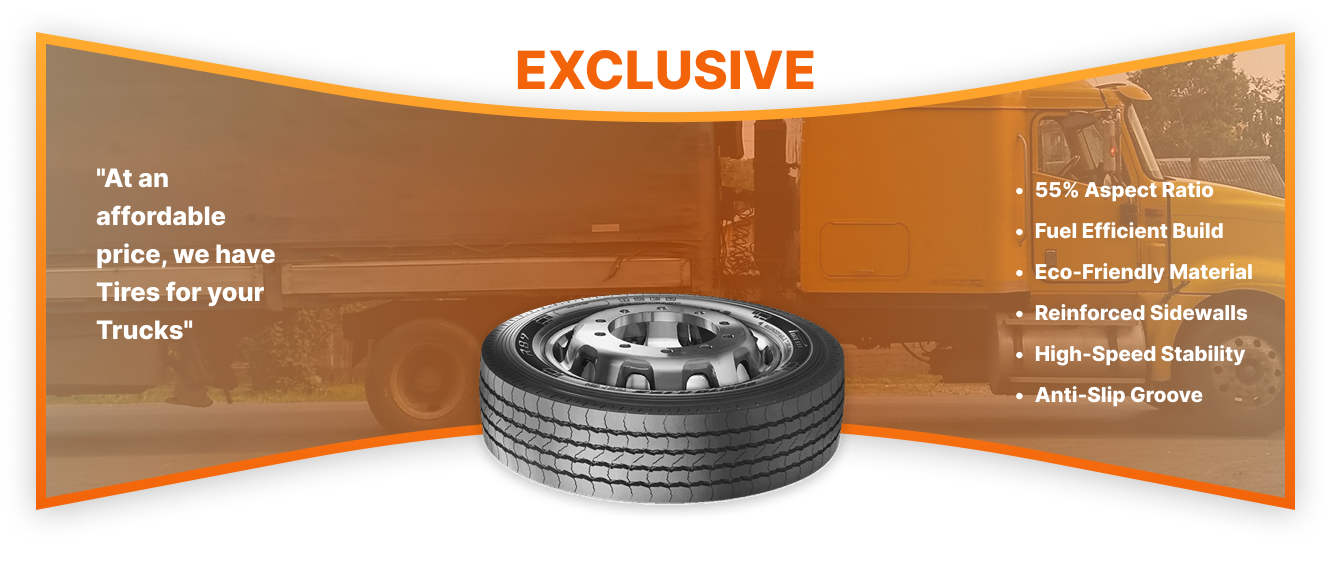 EXCLUSIVE
"At an
affordable
price, we have
Tires for your
Trucks"
• 55% Aspect Ratio
• Fuel Efficient Build
• Eco-Friendly Material
• Reinforced Sidewalls
• High-Speed Stability
• Anti-Slip Groove